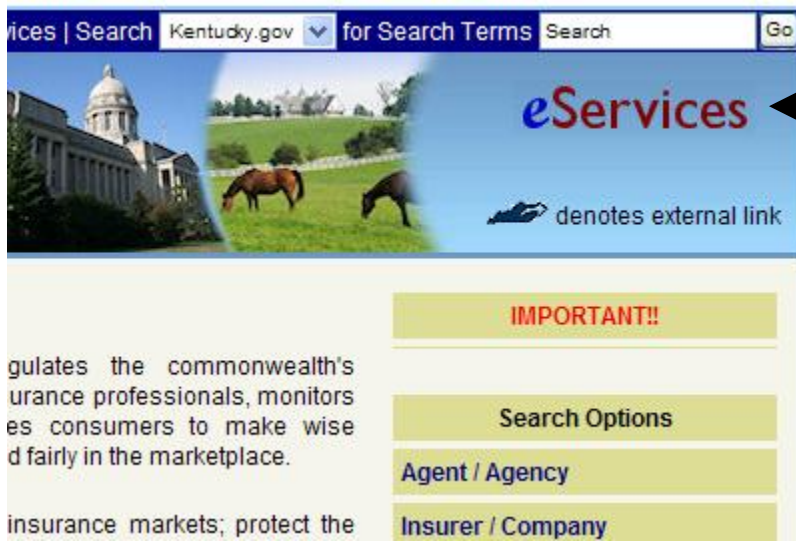 vices | Search Kentucky.gov for Search Terms Search Go
eServices
denotes external link
IMPORTANT!!
gulates the commonwealth's
urance professionals, monitors
es consumers to make wise
d fairly in the marketplace.
Search Options
Agent / Agency
insurance markets; protect the
Insurer / Company